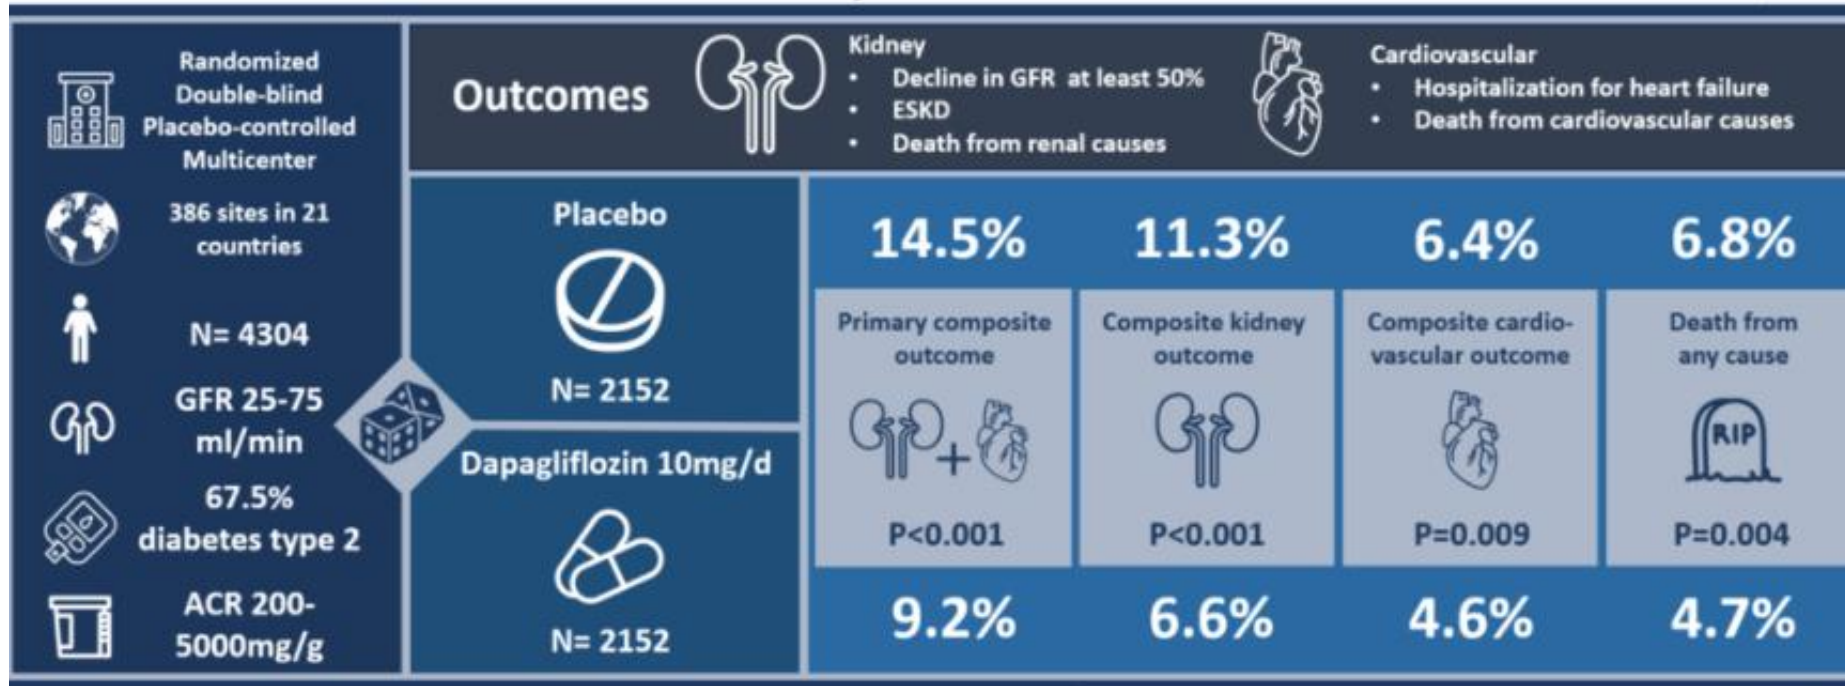 Randomized
Double-blind
Placebo-controlled
Multicenter
386 sites in 21
countries
N= 4304
GFR 25-75
ml/min
67.5%
diabetes type 2
ACR 200-
5000mg/g
Outcomes
Kidney
• Decline in GFR at least 50%
• ESKD
• Death from renal causes
Cardiovascular
• Hospitalization for heart failure
• Death from cardiovascular causes
Placebo
N= 2152
Dapagliflozin 10mg/d
N= 2152
14.5%
11.3%
6.4%
6.8%
Primary composite
outcome
P<0.001
Composite kidney
outcome
P<0.001
Composite cardio-
vascular outcome
P=0.009
Death from
any cause
RIP
P=0.004
9.2%
6.6%
4.6%
4.7%